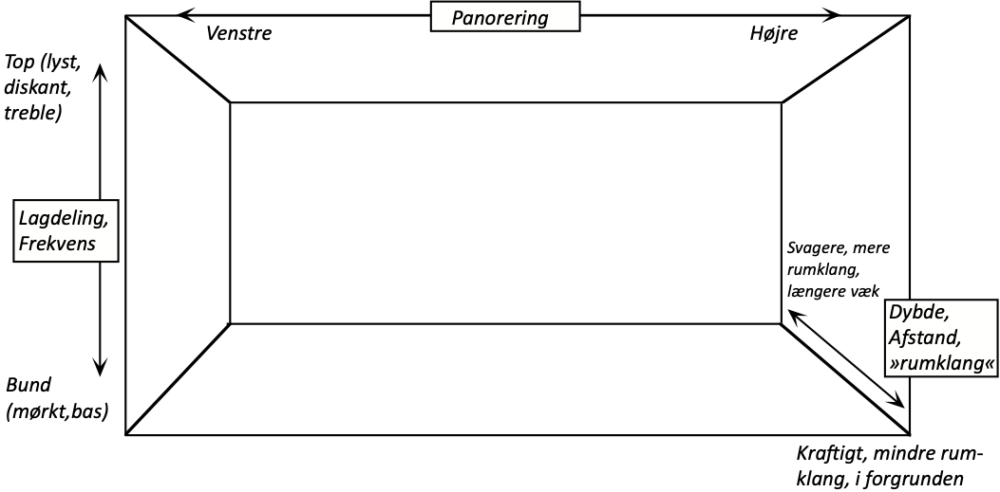 Panorering
Venstre
Højre
Top (lyst,
diskant,
treble)
Lagdeling,
Frekvens
Bund
(mørkt,bas)
Svagere, mere
rumklang,
længere væk
Dybde,
Afstand,
»rumklang«
Kraftigt, mindre rum-
klang, i forgrunden